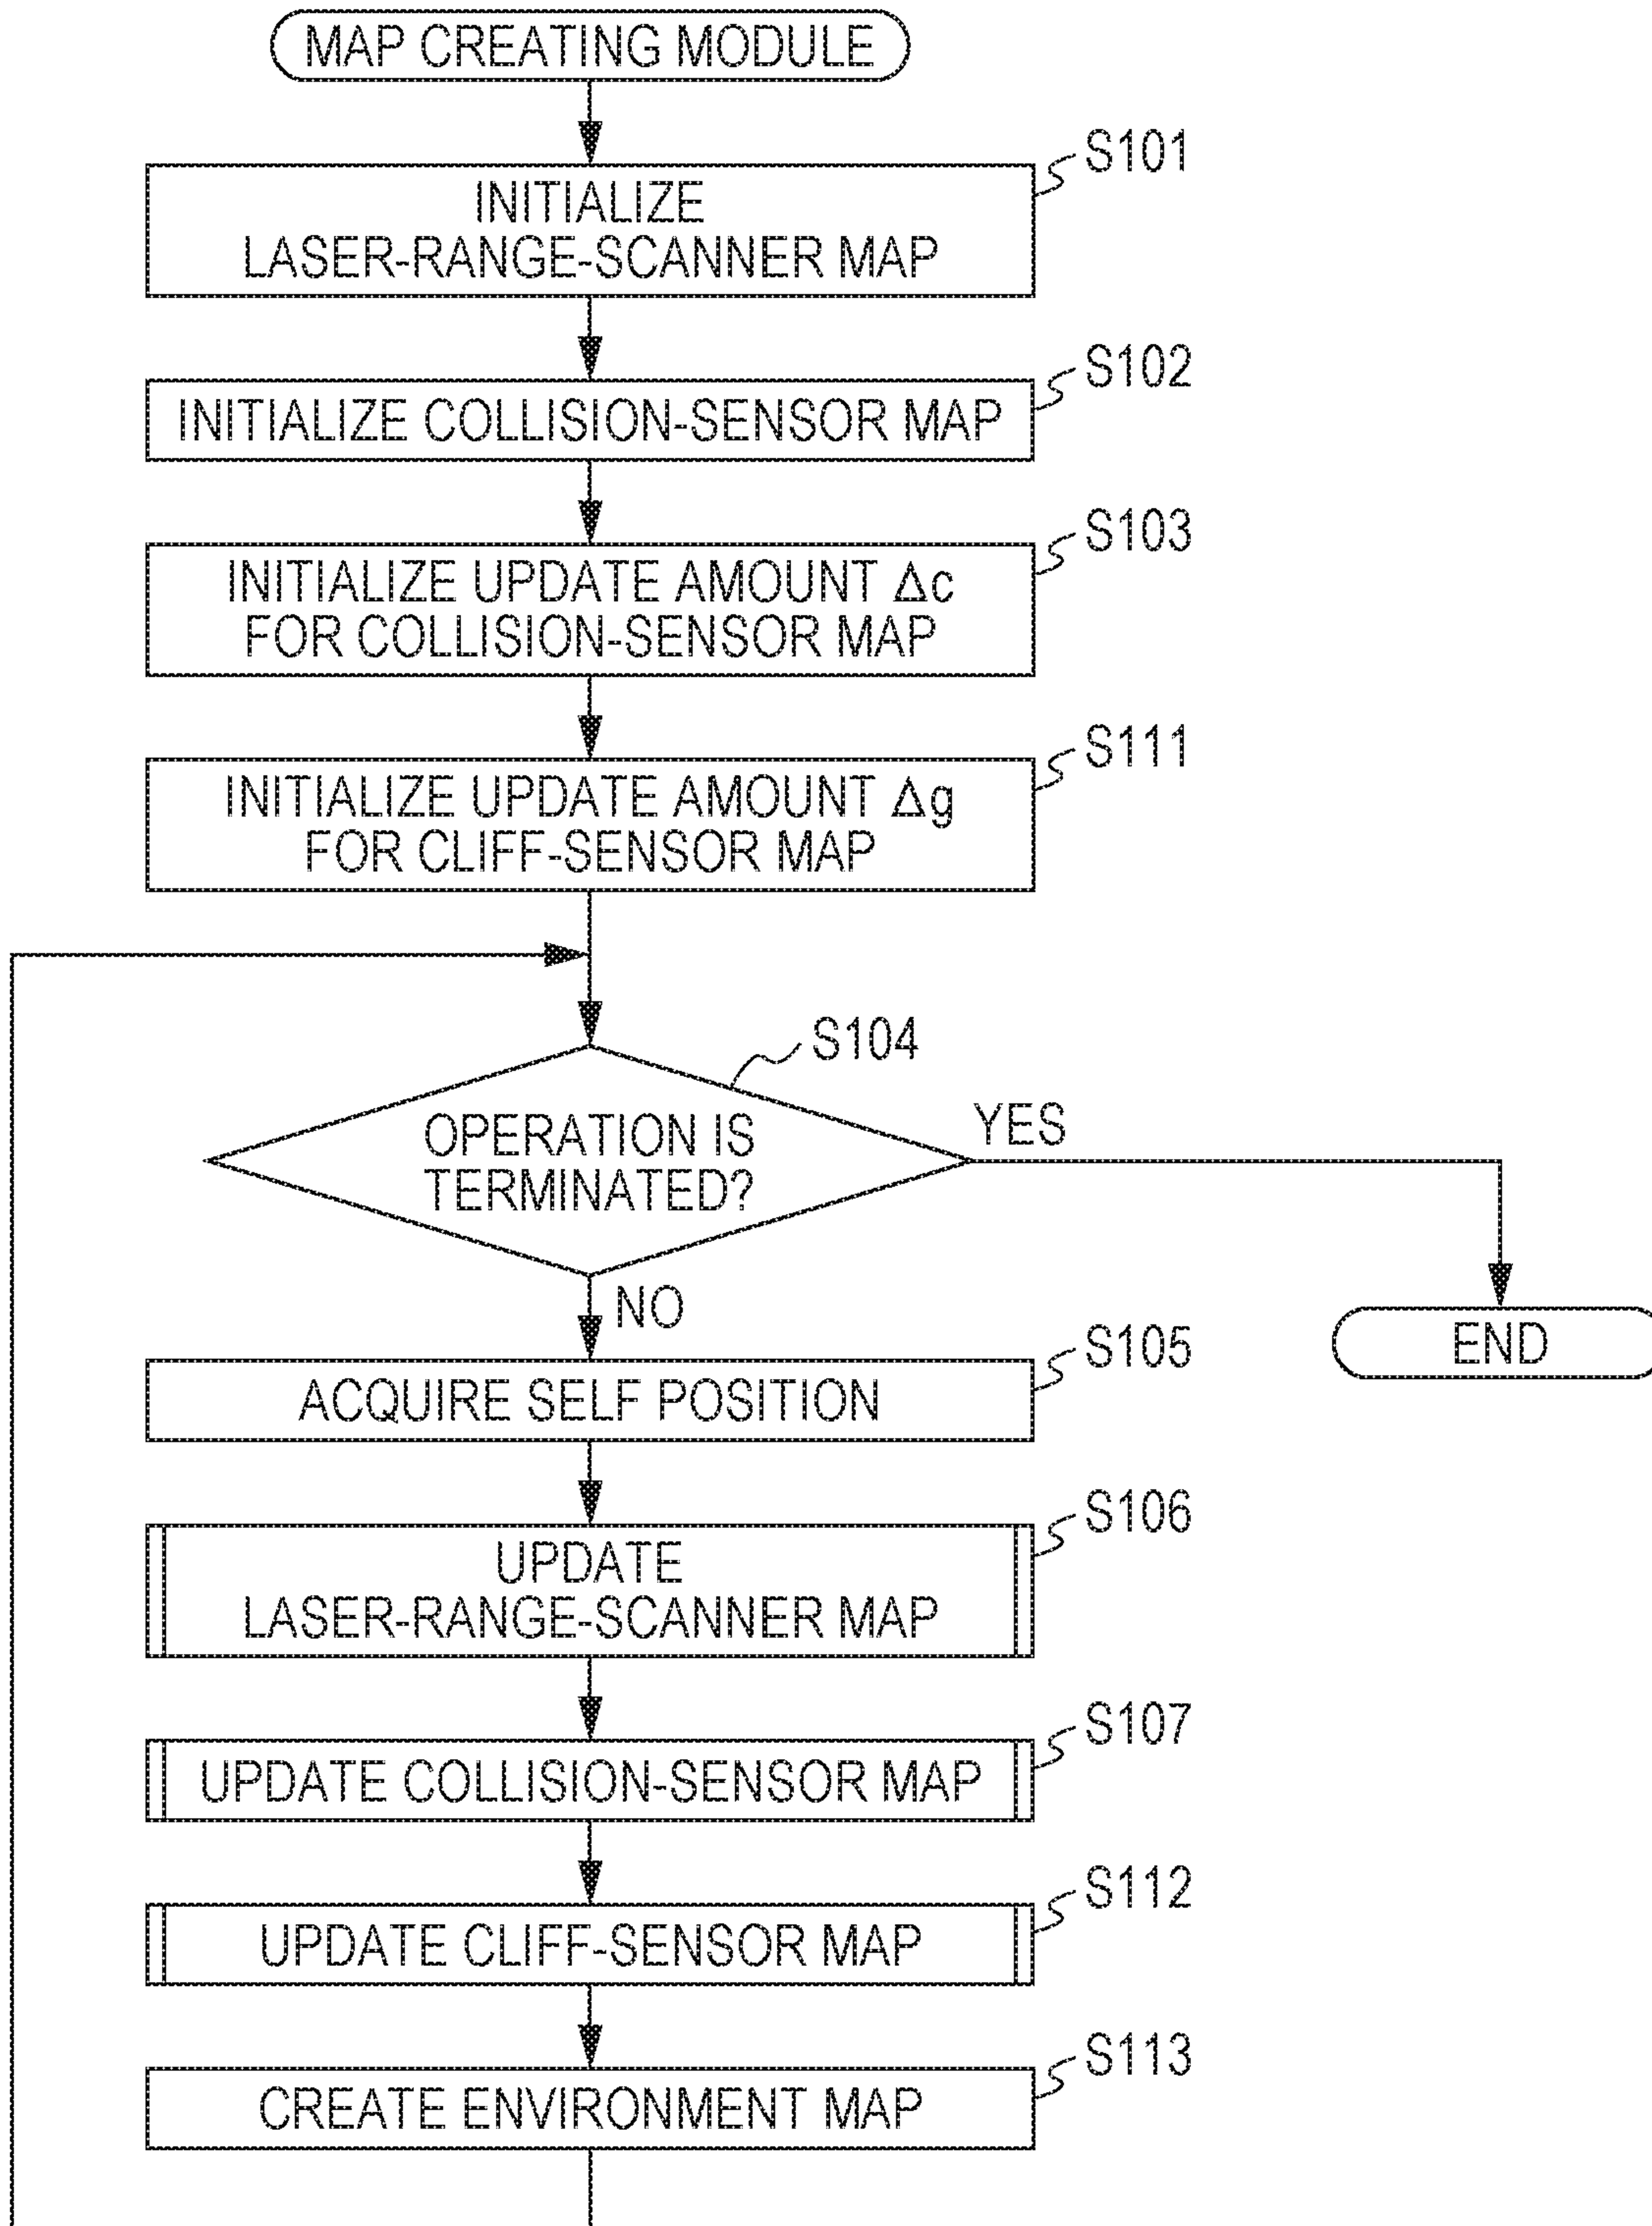 MAP CREATING MODULE
S101
INITIALIZE
LASER-RANGE-SCANNER MAP
S102
INITIALIZE COLLISION-SENSOR MAP
S103
INITIALIZE UPDATE AMOUNT Δc
FOR COLLISION-SENSOR MAP
S111
INITIALIZE UPDATE AMOUNT Δg
FOR CLIFF-SENSOR MAP
S104
OPERATION IS
TERMINATED?
YES
NO
END
S105
ACQUIRE SELF POSITION
S106
UPDATE
LASER-RANGE-SCANNER MAP
S107
UPDATE COLLISION-SENSOR MAP
S112
UPDATE CLIFF-SENSOR MAP
S113
CREATE ENVIRONMENT MAP